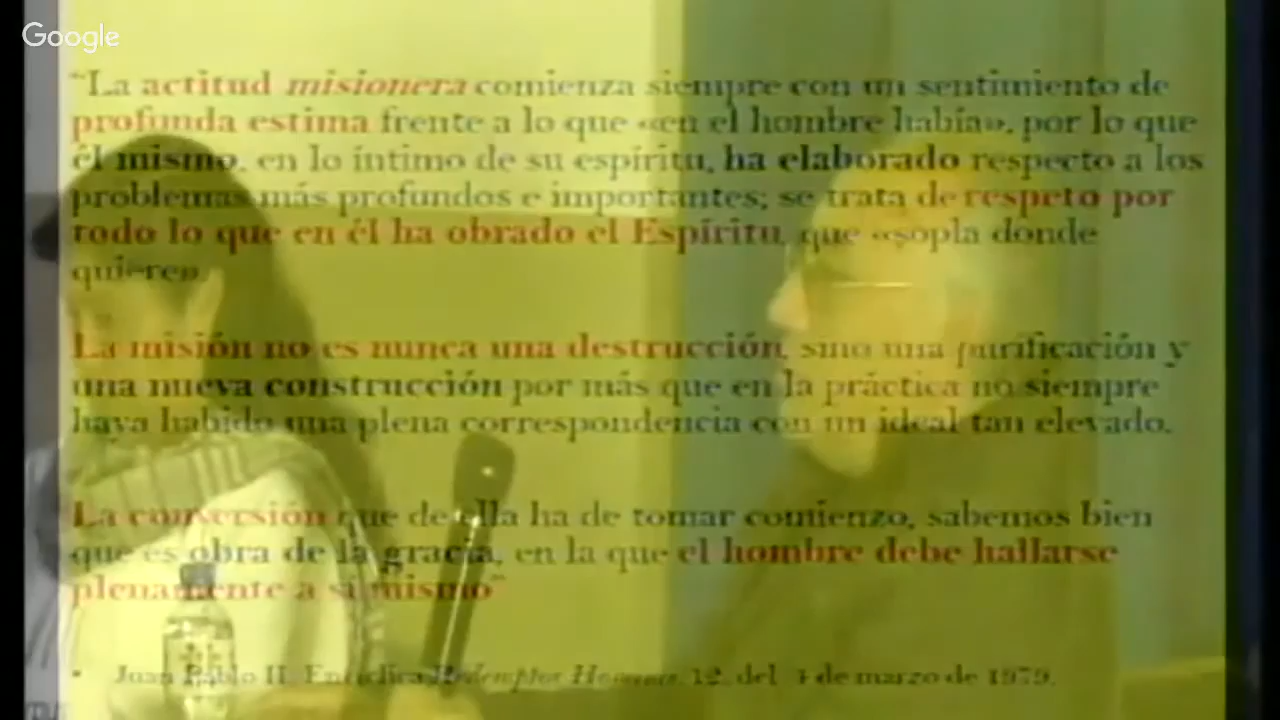 Google
“La actitud misionera comienza siempre con un sentimiento de
profunda estima frente a lo que «en el hombre había», por lo que
él mismo, en lo íntimo de su espíritu, ha elaborado respecto a los
problemas más profundos e importantes; se trata de respeto por
todo lo que en él ha obrado el Espíritu, que «sopla donde
quiere».
La misión no es nunca una destrucción, sino una purificación y
una nueva construcción por más que en la práctica no siempre
haya habido una plena correspondencia con un ideal tan elevado.
La conversión que de ella ha de tomar comienzo, sabemos bien
que es obra de la gracia, en la que el hombre debe hallarse
plenamente a sí mismo”
• Juan Pablo II, Encíclica Redemptor Hominis, 12, del 4 de marzo de 1979.